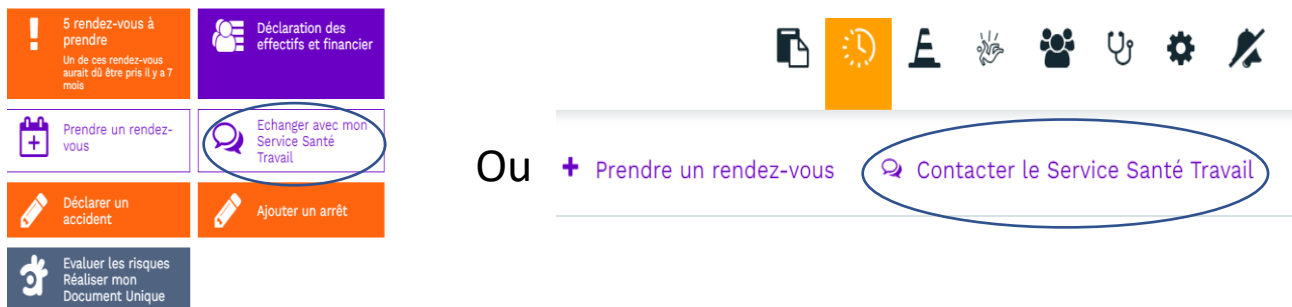 5 rendez-vous à
prendre
Un de ces rendez-vous
aurait dû être pris il y a 7
mois
Déclaration des
effectifs et financier
Prendre un rendez-
vous
Echanger avec mon
Service Santé
Travail
Déclarer un
accident
Ajouter un arrêt
Evaluer les risques
Réaliser mon
Document Unique
Ou
Prendre un rendez-vous
Contacter le Service Santé Travail